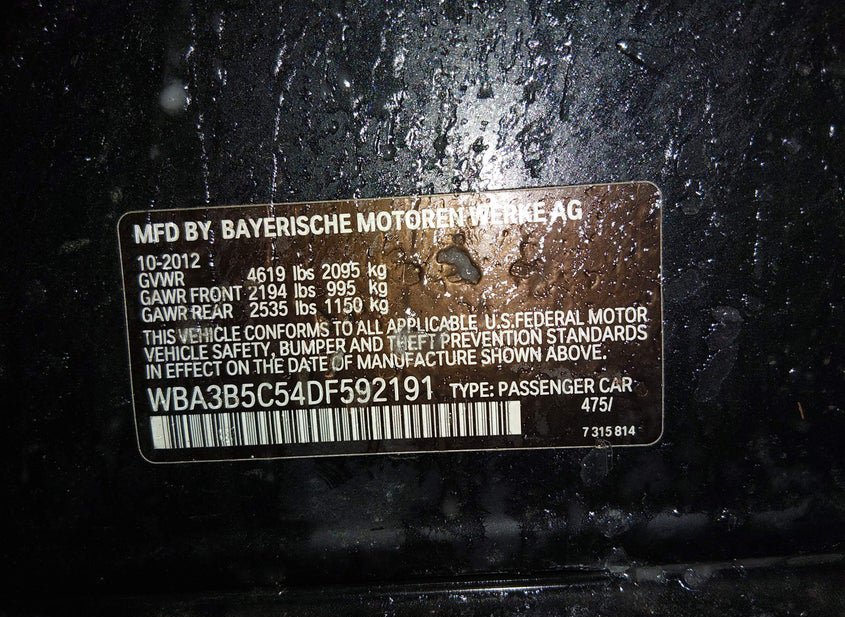 MFD BY BAYERISCHE MOTOREN WERKE AG
10-2012
GVWR 4619 lbs 2095 kg
GAWR FRONT 2194 lbs 995 kg
GAWR REAR 2535 lbs 1150 kg
THIS VEHICLE CONFORMS TO ALL APPLICABLE U.S.FEDERAL MOTOR
VEHICLE SAFETY, BUMPER AND THEFT PREVENTION STANDARDS
IN EFFECT ON THE DATE OF MANUFACTURE SHOWN ABOVE.
WBA3B5C54DF592191 TYPE: PASSENGER CAR
475/
7 315 814